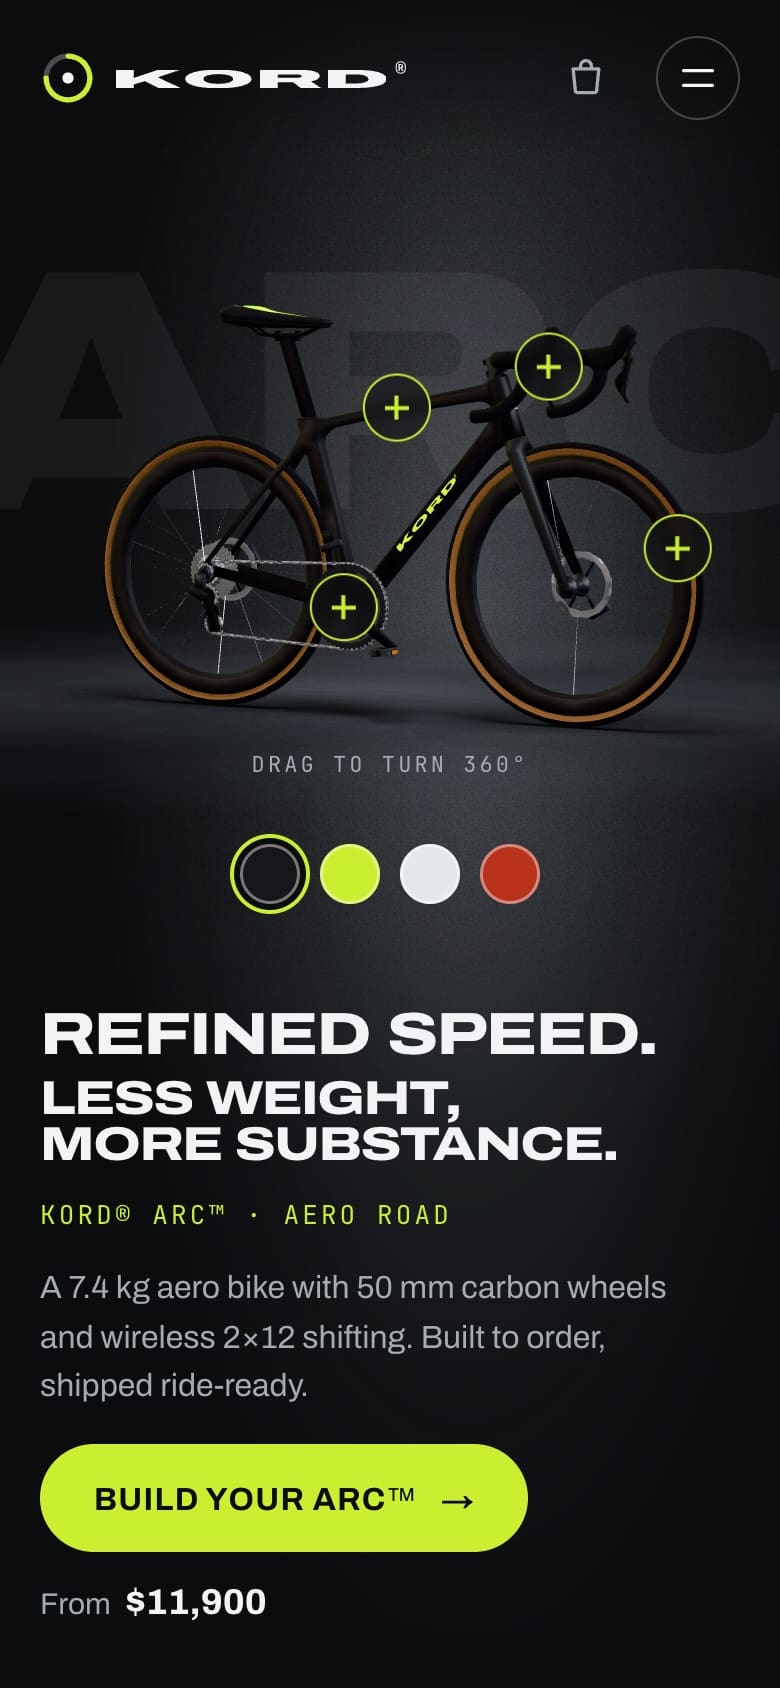 KORD®
ARC
KORD
DRAG TO TURN 360°
REFINED SPEED.
LESS WEIGHT,
MORE SUBSTANCE.
KORD® ARC™ · AERO ROAD
A 7.4 kg aero bike with 50 mm carbon wheels
and wireless 2×12 shifting. Built to order,
shipped ride-ready.
BUILD YOUR ARC™ →
From $11,900